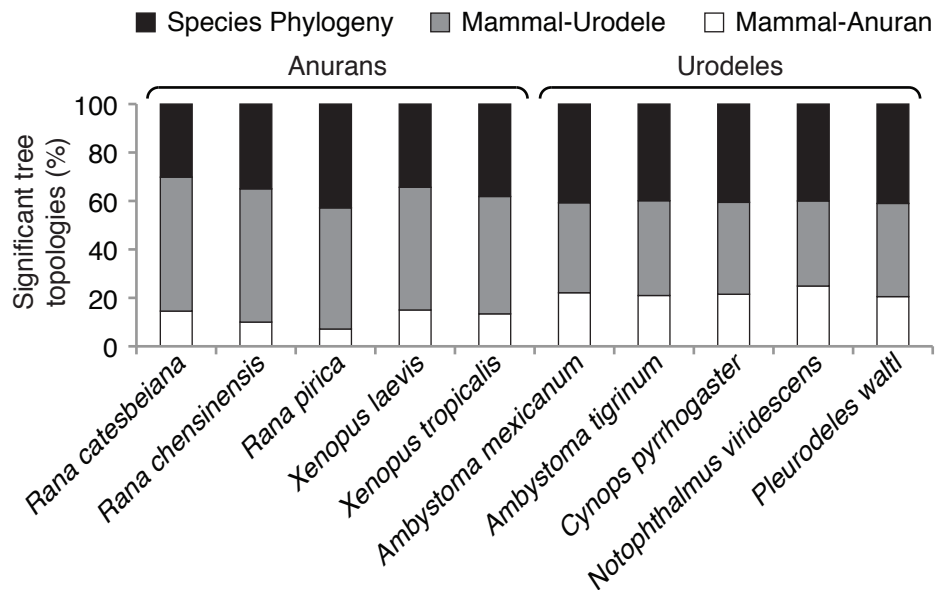 Species Phylogeny Mammal-Urodele Mammal-Anuran
Anurans Urodeles
Significant tree
topologies (%)
100
80
60
40
20
0
Rana catesbeiana
Rana chensinensis
Rana pirica
Xenopus laevis
Xenopus tropicalis
Ambystoma mexicanum
Ambystoma tigrinum
Cynops pyrrhogaster
Notophthalmus viridescens
Pleurodeles waltl